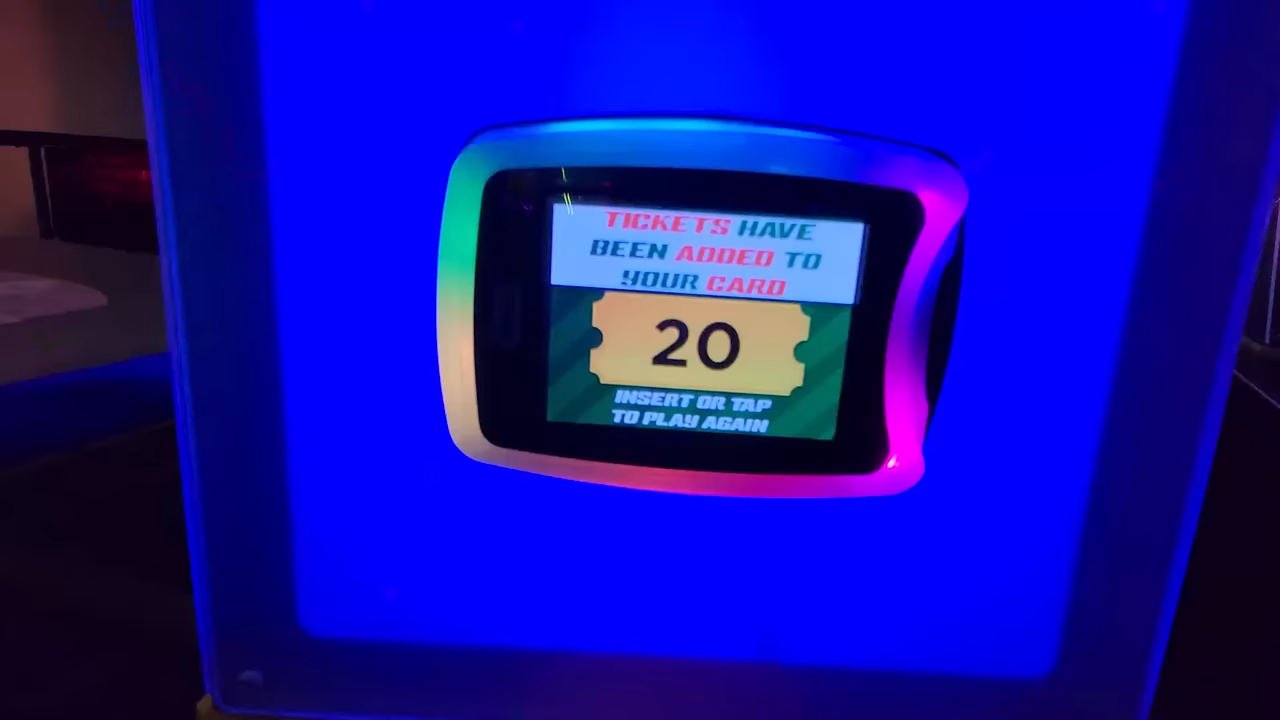 TICKETS HAVE
BEEN ADDED TO
YOUR CARD
20
INSERT OR TAP
TO PLAY AGAIN